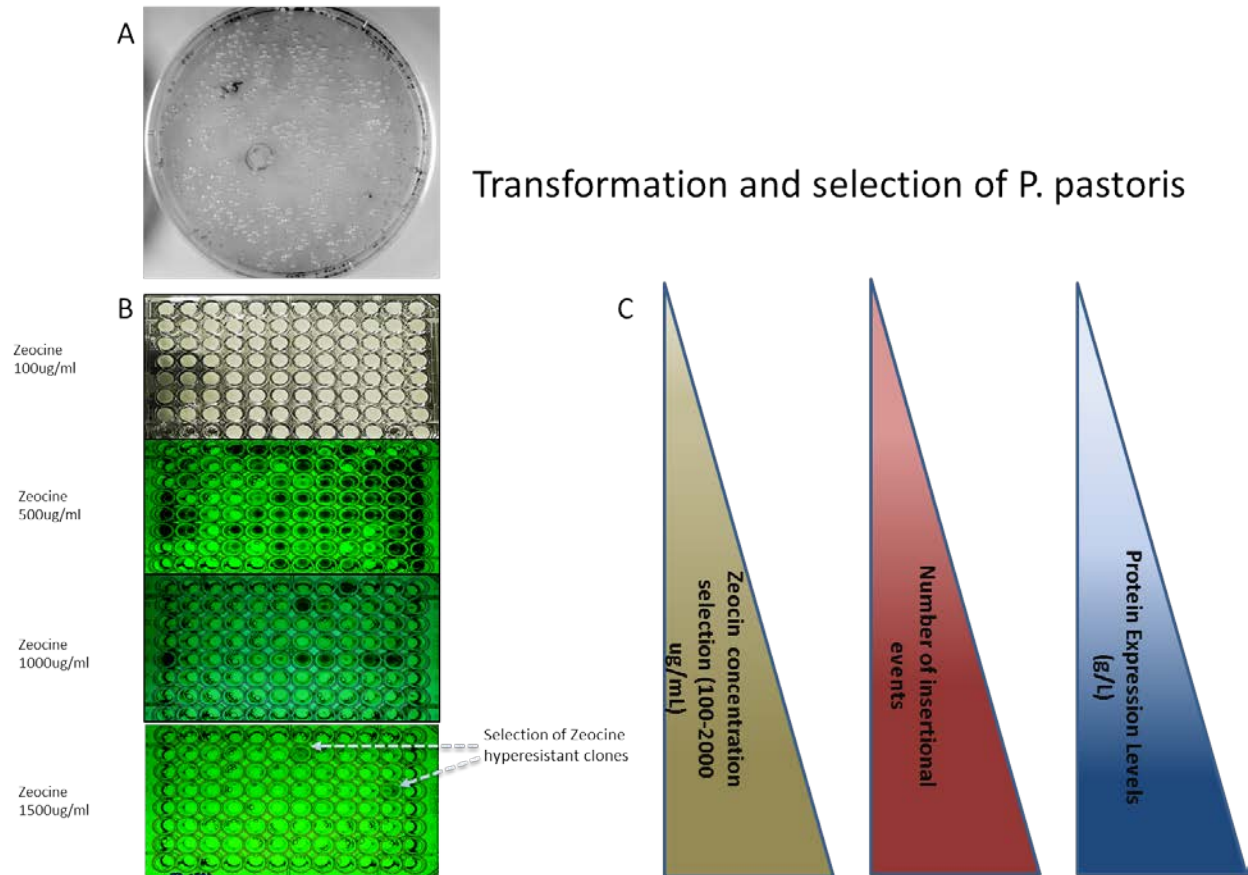 A
Transformation and selection of P. pastoris
B
Zeocine
100ug/ml
Zeocine
500ug/ml
Zeocine
1000ug/ml
Zeocine
1500ug/ml
Selection of Zeocine
hyperesistant clones
C
Zeocin concentration
selection (100-2000
ug/mL)
Number of insertional
events
Protein Expression Levels
(g/L)